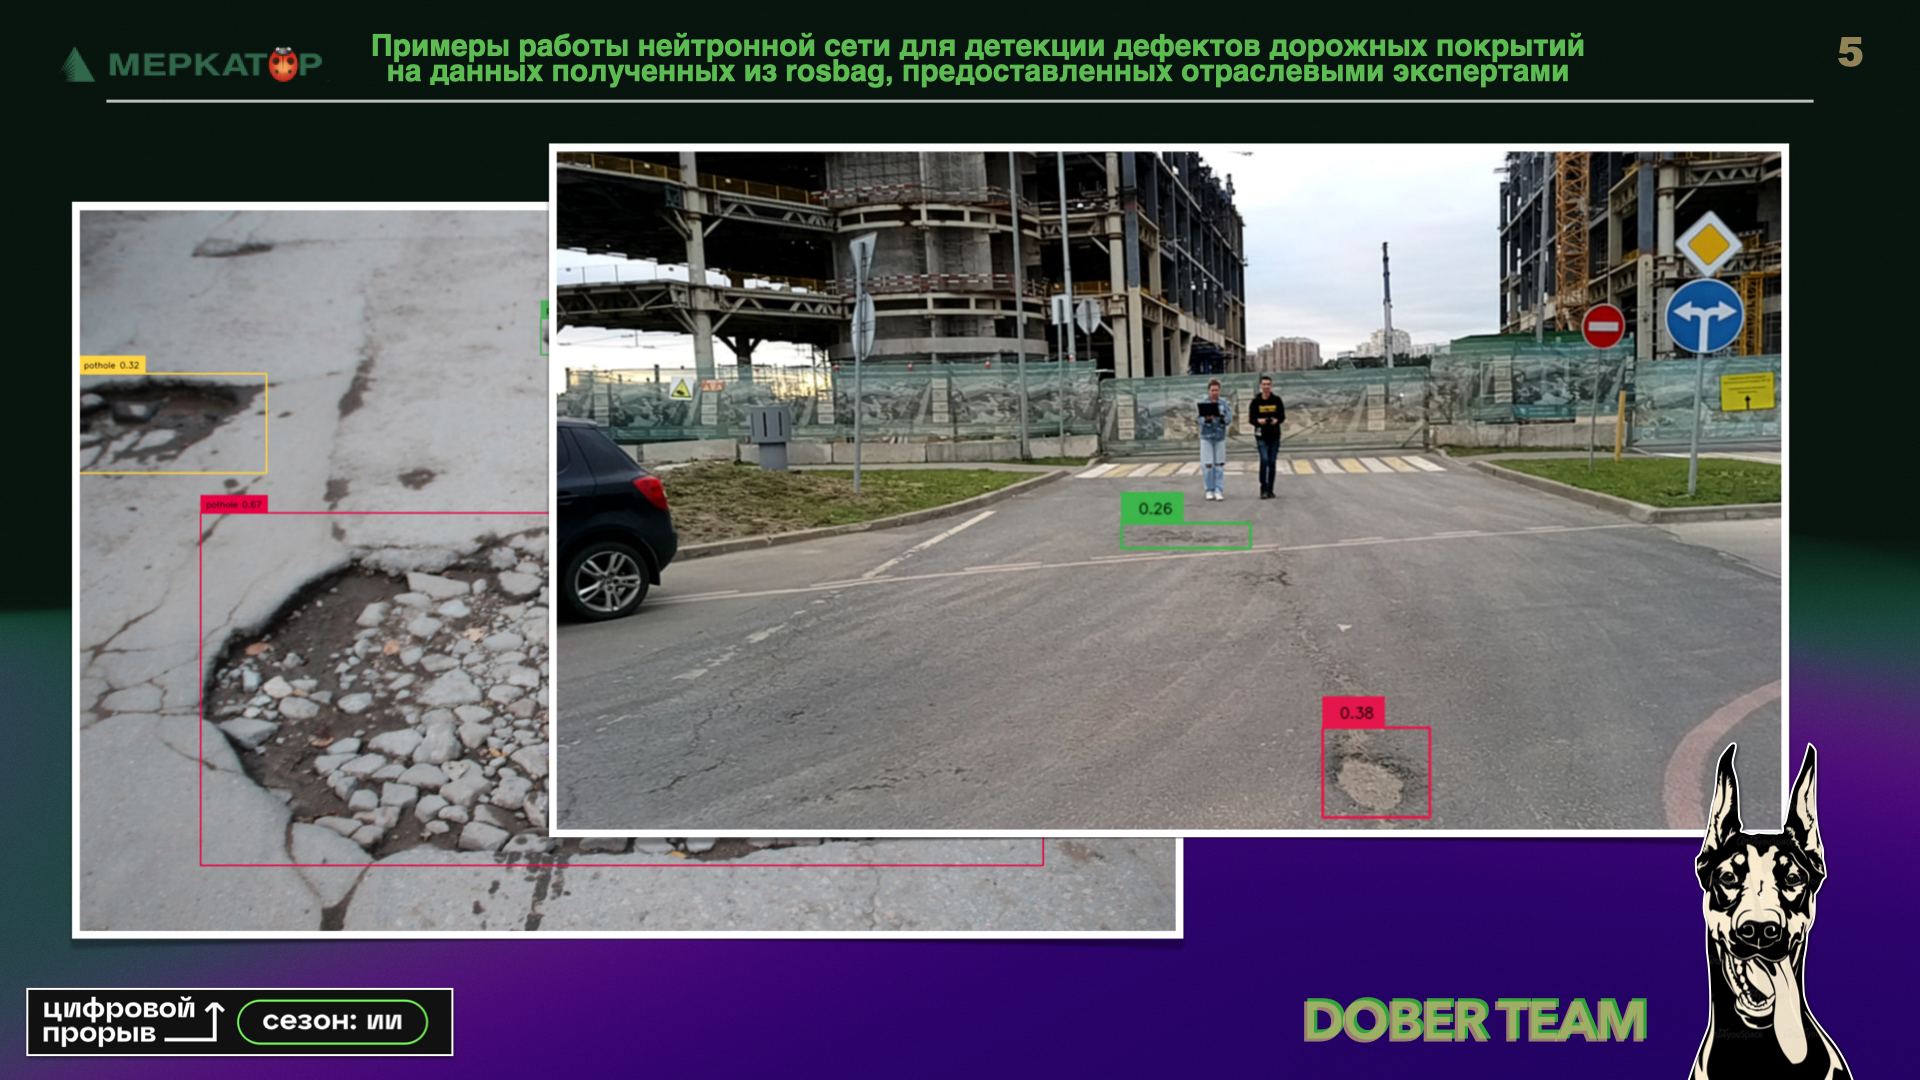 МЕРКАТОР
Примеры работы нейтронной сети для детекции дефектов дорожных покрытий
на данных полученных из rosbag, предоставленных отраслевыми экспертами
5
pothole 0.32
pothole 0.67
0.26
0.38
цифровой
прорыв
сезон: ИИ
DOBER TEAM